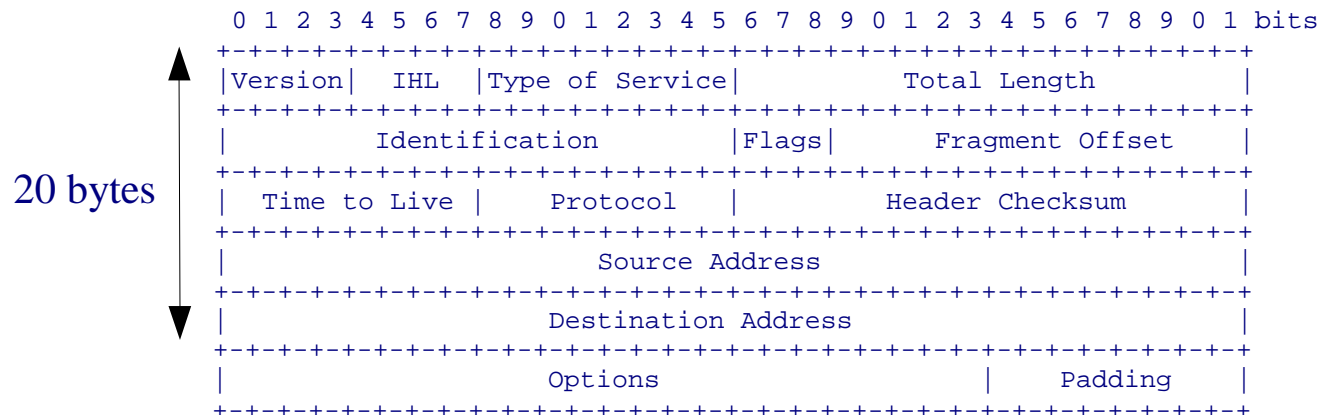 0 1 2 3 4 5 6 7 8 9 0 1 2 3 4 5 6 7 8 9 0 1 2 3 4 5 6 7 8 9 0 1 bits
+-+-+-+-+-+-+-+-+-+-+-+-+-+-+-+-+-+-+-+-+-+-+-+-+-+-+-+-+-+-+-+-+
|Version|  IHL  |Type of Service|          Total Length         |
+-+-+-+-+-+-+-+-+-+-+-+-+-+-+-+-+-+-+-+-+-+-+-+-+-+-+-+-+-+-+-+-+
|         Identification        |Flags|      Fragment Offset    |
+-+-+-+-+-+-+-+-+-+-+-+-+-+-+-+-+-+-+-+-+-+-+-+-+-+-+-+-+-+-+-+-+
20 bytes
|  Time to Live |    Protocol   |         Header Checksum       |
+-+-+-+-+-+-+-+-+-+-+-+-+-+-+-+-+-+-+-+-+-+-+-+-+-+-+-+-+-+-+-+-+
|                       Source Address                          |
+-+-+-+-+-+-+-+-+-+-+-+-+-+-+-+-+-+-+-+-+-+-+-+-+-+-+-+-+-+-+-+-+
|                    Destination Address                        |
+-+-+-+-+-+-+-+-+-+-+-+-+-+-+-+-+-+-+-+-+-+-+-+-+-+-+-+-+-+-+-+-+
|                    Options                    |    Padding    |
+-+-+-+-+-+-+-+-+-+-+-+-+-+-+-+-+-+-+-+-+-+-+-+-+-+-+-+-+-+-+-+-+